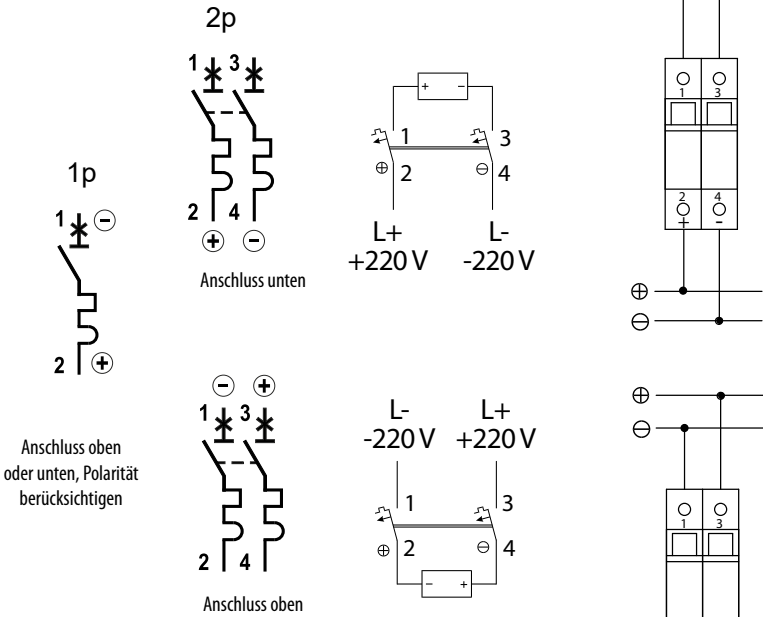 2p
1 3
2 4
⊕ ⊖
Anschluss unten
1p
1 ⊖
2 ⊕
Anschluss oben
oder unten, Polarität
berücksichtigen
+ −
1 3
⊕ 2 ⊖ 4
L+ L-
+220 V -220 V
1 3
2 4
+ -
⊕
⊖
⊖ ⊕
1 3
2 4
Anschluss oben
L- L+
-220 V +220 V
1 3
⊕ 2 ⊖ 4
− +
⊕
⊖
1 3